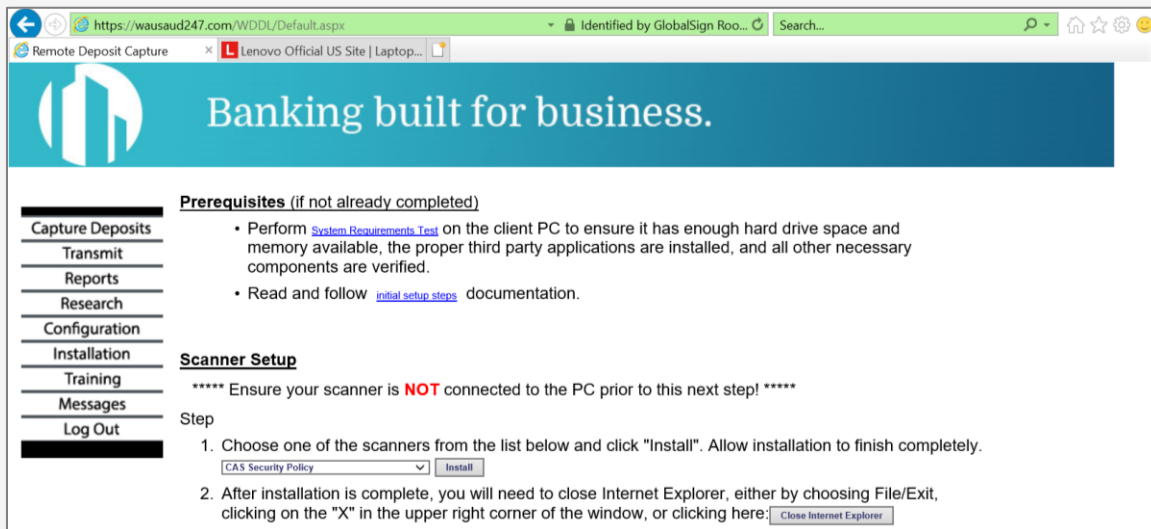 https://wausaud247.com/WDDL/Default.aspx
Identified by GlobalSign Roo...
Search...
Remote Deposit Capture
L Lenovo Official US Site | Laptop...
Banking built for business.
Capture Deposits
Transmit
Reports
Research
Configuration
Installation
Training
Messages
Log Out
Prerequisites (if not already completed)
• Perform System Requirements Test on the client PC to ensure it has enough hard drive space and
memory available, the proper third party applications are installed, and all other necessary
components are verified.
• Read and follow initial setup steps documentation.
Scanner Setup
***** Ensure your scanner is NOT connected to the PC prior to this next step! *****
Step
1. Choose one of the scanners from the list below and click "Install". Allow installation to finish completely.
CAS Security Policy Install
2. After installation is complete, you will need to close Internet Explorer, either by choosing File/Exit,
clicking on the "X" in the upper right corner of the window, or clicking here: Close Internet Explorer